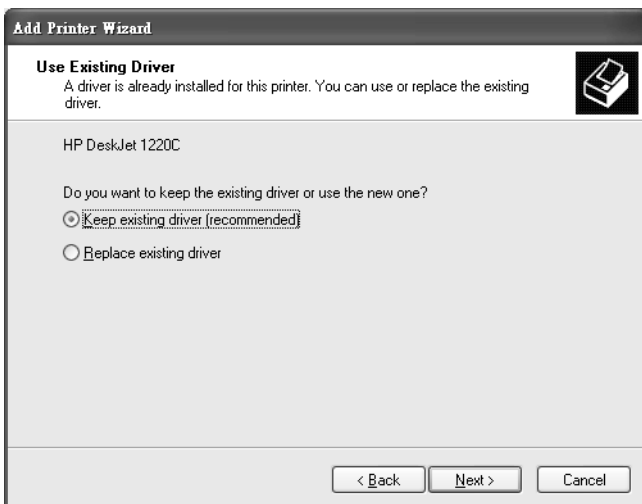 Add Printer Wizard
Use Existing Driver
A driver is already installed for this printer. You can use or replace the existing
driver.
HP DeskJet 1220C
Do you want to keep the existing driver or use the new one?
Keep existing driver (recommended)
Replace existing driver
< Back
Next >
Cancel